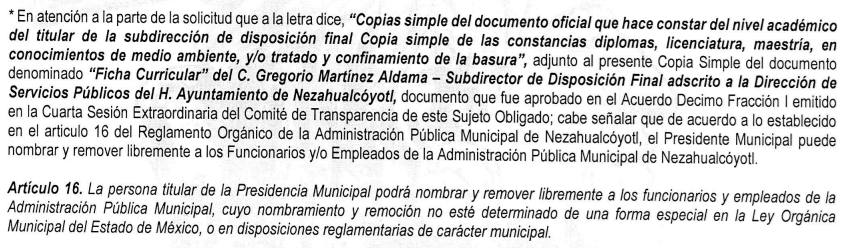 * En atención a la parte de la solicitud que a la letra dice, “Copias simple del documento oficial que hace constar del nivel académico
del titular de la subdirección de disposición final Copia simple de las constancias diplomas, licenciatura, maestría, en
conocimientos de medio ambiente, y/o tratado y confinamiento de la basura”, adjunto al presente Copia Simple del documento
denominado “Ficha Curricular” del C. Gregorio Martínez Aldama – Subdirector de Disposición Final adscrito a la Dirección de
Servicios Públicos del H. Ayuntamiento de Nezahualcóyotl, documento que fue aprobado en el Acuerdo Decimo Fracción I emitido
en la Cuarta Sesión Extraordinaria del Comité de Transparencia de este Sujeto Obligado; cabe señalar que de acuerdo a lo establecido
en el articulo 16 del Reglamento Orgánico de la Administración Pública Municipal de Nezahualcóyotl, el Presidente Municipal puede
nombrar y remover libremente a los Funcionarios y/o Empleados de la Administración Pública Municipal de Nezahualcóyotl.
Artículo 16. La persona titular de la Presidencia Municipal podrá nombrar y remover libremente a los funcionarios y empleados de la
Administración Pública Municipal, cuyo nombramiento y remoción no esté determinado de una forma especial en la Ley Orgánica
Municipal del Estado de México, o en disposiciones reglamentarias de carácter municipal.